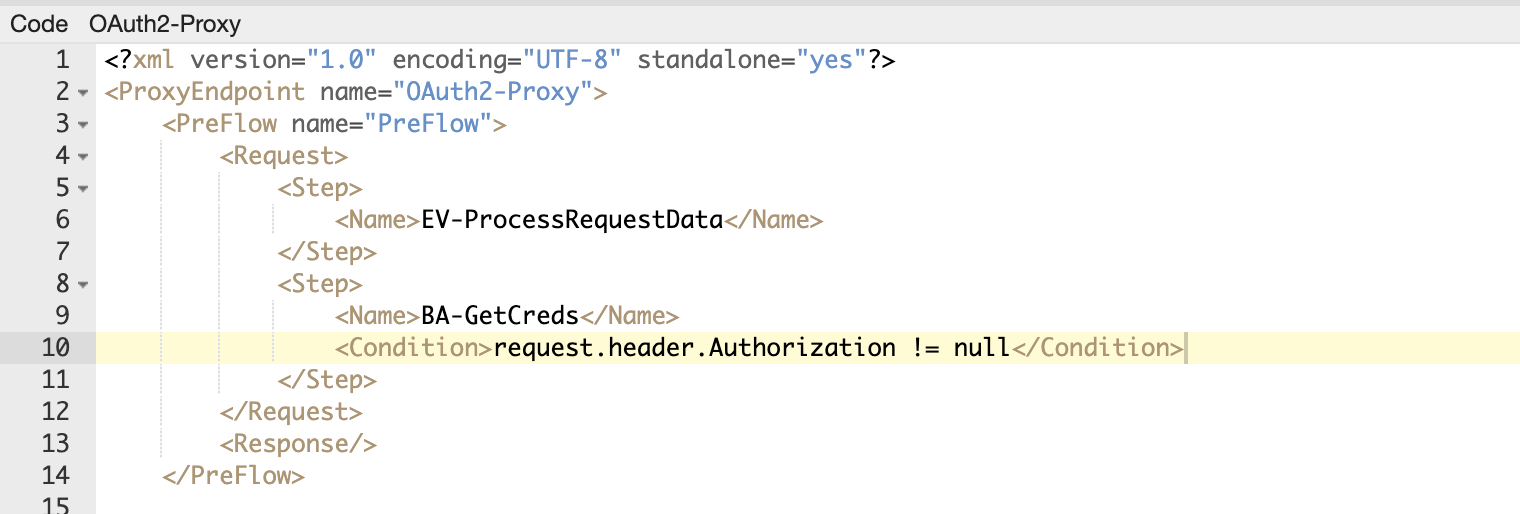 Code OAuth2-Proxy
1 <?xml version="1.0" encoding="UTF-8" standalone="yes"?>
2 <ProxyEndpoint name="OAuth2-Proxy">
3 <PreFlow name="PreFlow">
4 <Request>
5 <Step>
6 <Name>EV-ProcessRequestData</Name>
7 </Step>
8 <Step>
9 <Name>BA-GetCreds</Name>
10 <Condition>request.header.Authorization != null</Condition>
11 </Step>
12 </Request>
13 <Response/>
14 </PreFlow>
15